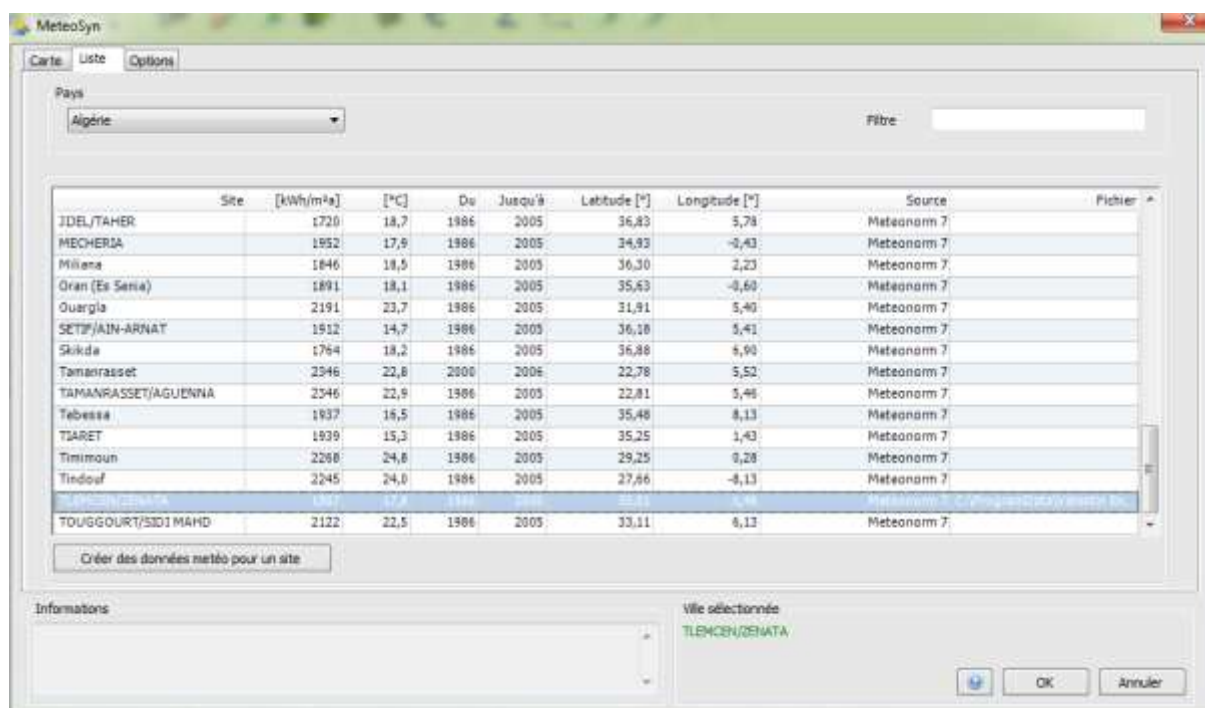 MeteoSyn
Carte Liste Options
Pays
Algérie Filtre
Site [kWh/m²a] [°C] Du Jusqu'à Latitude [°] Longitude [°] Source Fichier
JIJEL/TAHER 1720 18,7 1986 2005 36,83 5,78 Meteonorm 7
MECHERIA 1952 17,9 1986 2005 34,93 -0,43 Meteonorm 7
Miliana 1846 18,5 1986 2005 36,30 2,23 Meteonorm 7
Oran (Es Senia) 1891 18,1 1986 2005 35,63 -0,60 Meteonorm 7
Ouargla 2191 23,7 1986 2005 31,91 5,40 Meteonorm 7
SETIF/AIN-ARNAT 1912 14,7 1986 2005 36,18 5,41 Meteonorm 7
Skikda 1764 18,2 1986 2005 36,88 6,90 Meteonorm 7
Tamanrasset 2346 22,8 2000 2006 22,78 5,52 Meteonorm 7
TAMANRASSET/AGUENNA 2346 22,9 1986 2005 22,81 5,46 Meteonorm 7
Tebessa 1937 16,5 1986 2005 35,48 8,13 Meteonorm 7
TIARET 1939 15,3 1986 2005 35,25 1,43 Meteonorm 7
Timimoun 2268 24,8 1986 2005 29,25 0,28 Meteonorm 7
Tindouf 2245 24,0 1986 2005 27,66 -8,13 Meteonorm 7
TLEMCEN/ZENATA Meteonorm 7
TOUGGOURT/SIDI MAHD 2122 22,5 1986 2005 33,11 6,13 Meteonorm 7
Créer des données metéo pour un site
Informations Ville sélectionnée
TLEMCEN/ZENATA
OK Annuler